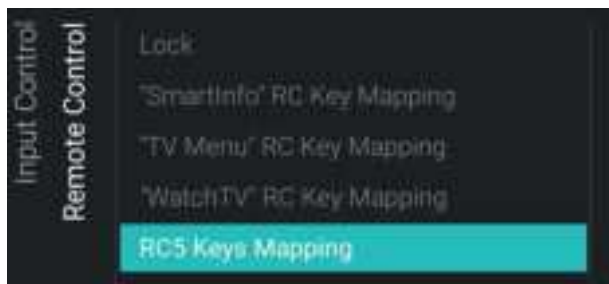 Input Control
Remote Control
Lock
"SmartInfo" RC Key Mapping
"TV Menu" RC Key Mapping
"WatchTV" RC Key Mapping
RC5 Keys Mapping